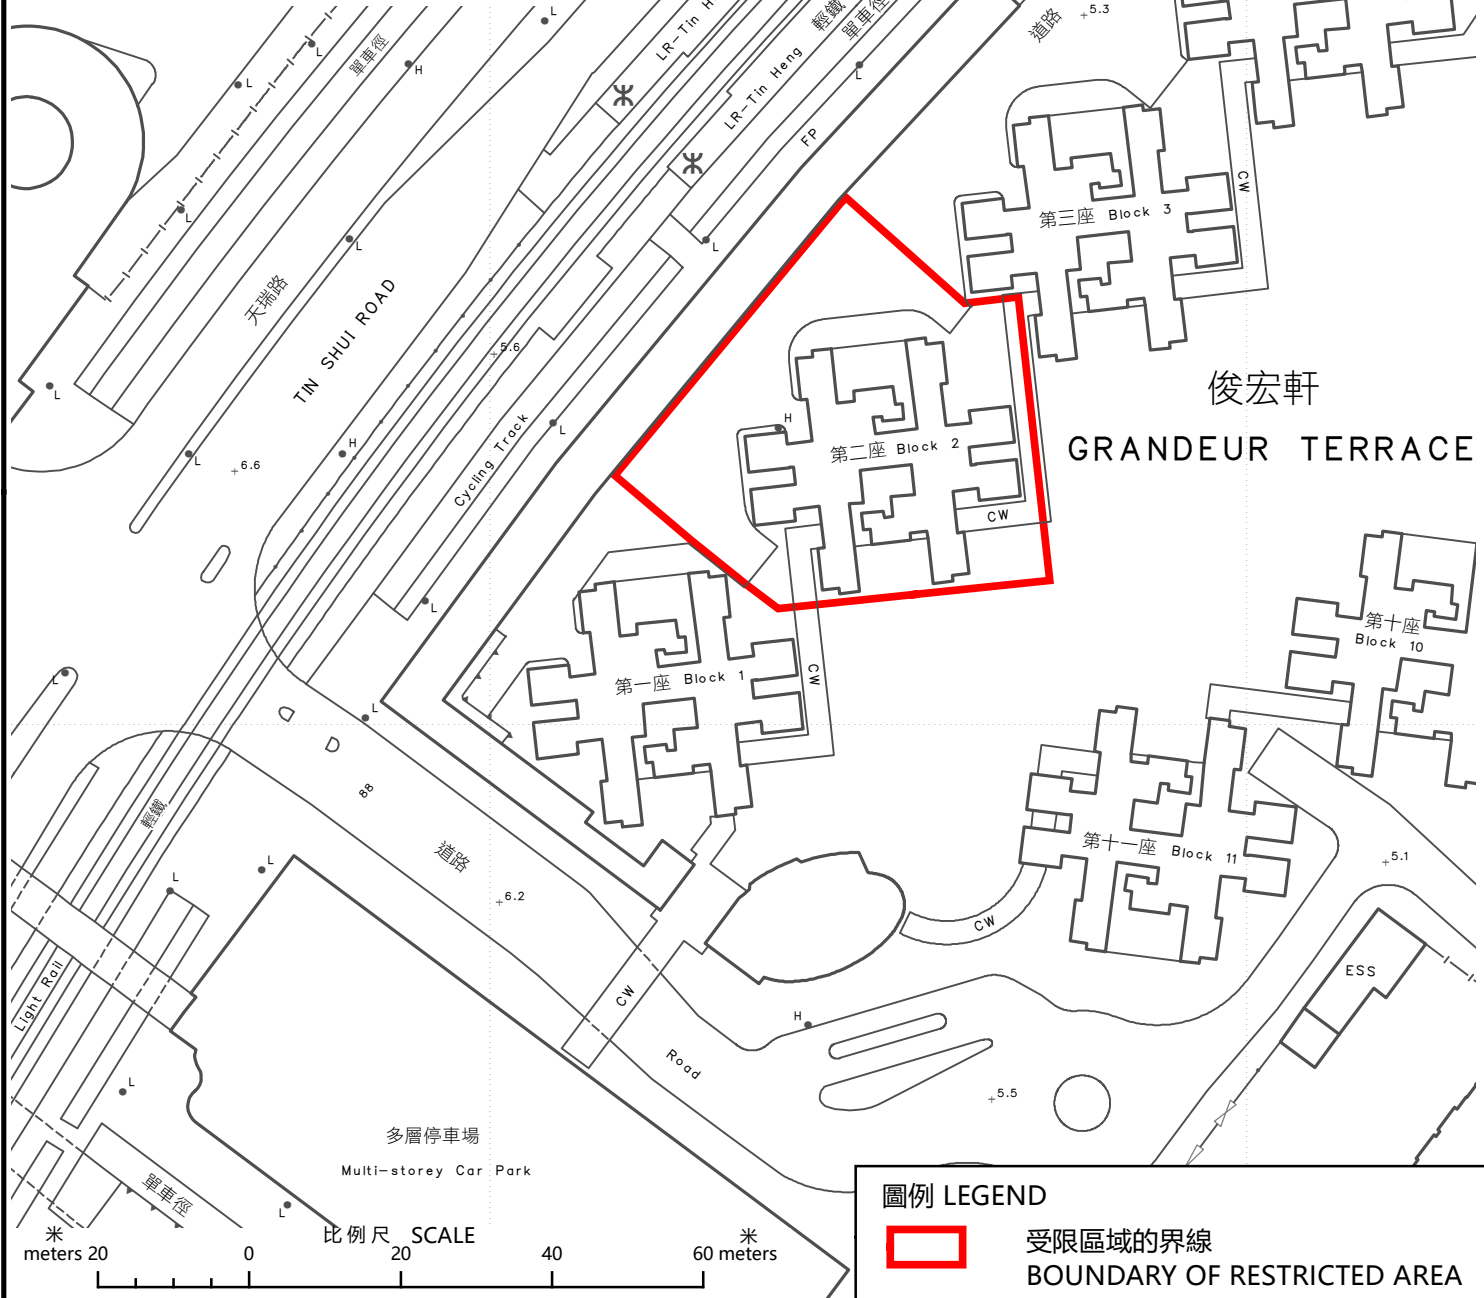 道路
5.3
單車徑
LR-Tin H
輕鐵
單車徑
L
L
L
H
L
LR-Tin Heng
FP
CW
第三座 Block 3
L
L
L
天瑞路
TIN SHUI ROAD
5.6
俊宏軒
GRANDEUR TERRACE
L
L
6.6
H
L
Cycling Track
H
第二座 Block 2
CW
L
第十座
Block 10
第一座 Block 1
CW
L
L
88
輕鐵
道路
第十一座 Block 11
5.1
L
L
6.2
CW
ESS
Light Rail
CW
H
Road
5.5
L
多層停車場
Multi-storey Car Park
單車徑
L
圖例 LEGEND
受限區域的界線
BOUNDARY OF RESTRICTED AREA
米
比例尺 SCALE
米
meters 20 0 20 40 60 meters